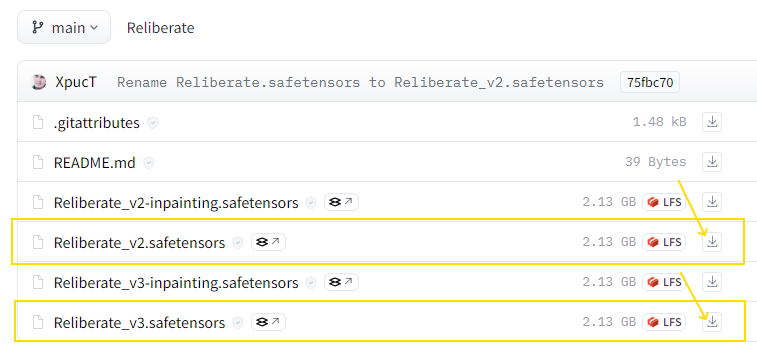 main Reliberate
XpucT Rename Reliberate.safetensors to Reliberate_v2.safetensors 75fbc70
.gitattributes 1.48 kB
README.md 39 Bytes
Reliberate_v2-inpainting.safetensors 2.13 GB LFS
Reliberate_v2.safetensors 2.13 GB LFS
Reliberate_v3-inpainting.safetensors 2.13 GB LFS
Reliberate_v3.safetensors 2.13 GB LFS